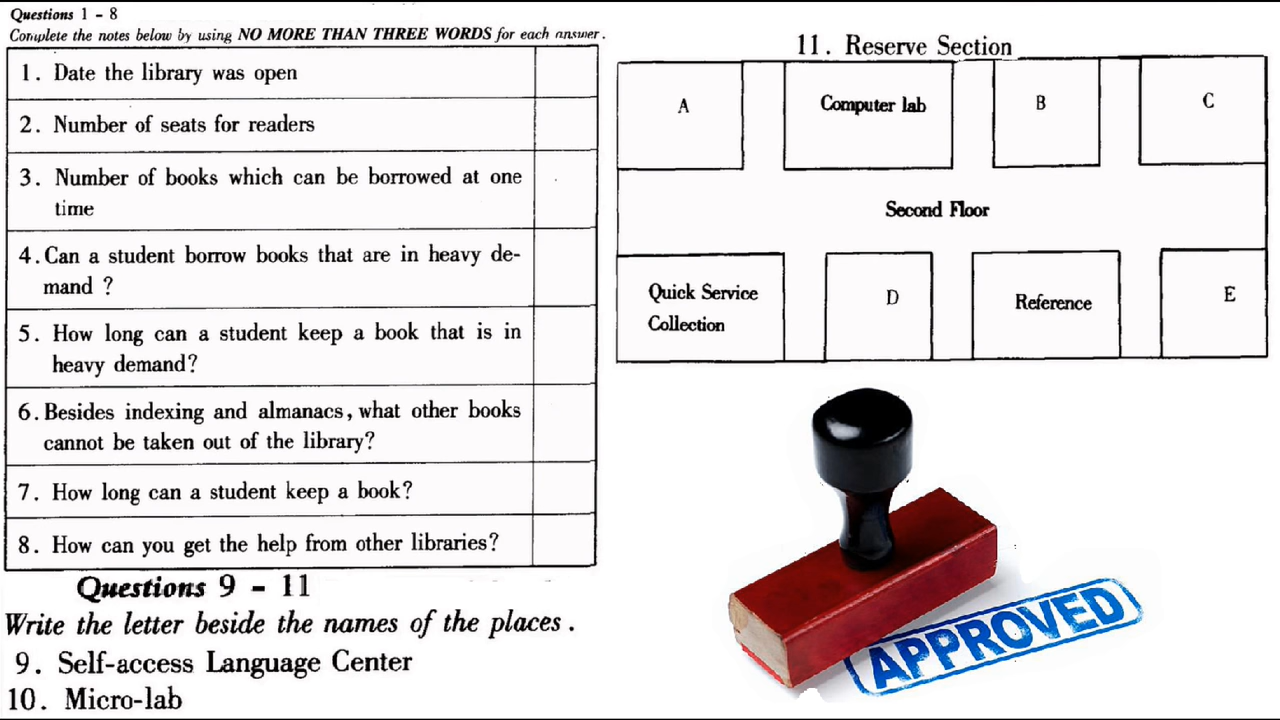 Questions 1 - 8
Complete the notes below by using NO MORE THAN THREE WORDS for each answer.
1. Date the library was open
2. Number of seats for readers
3. Number of books which can be borrowed at one
time
4. Can a student borrow books that are in heavy de-
mand ?
5. How long can a student keep a book that is in
heavy demand?
6. Besides indexing and almanacs, what other books
cannot be taken out of the library?
7. How long can a student keep a book?
8. How can you get the help from other libraries?
Questions 9 - 11
Write the letter beside the names of the places.
9. Self-access Language Center
10. Micro-lab
11. Reserve Section
A
Computer lab
B
C
Second Floor
Quick Service
Collection
D
Reference
E
APPROVED